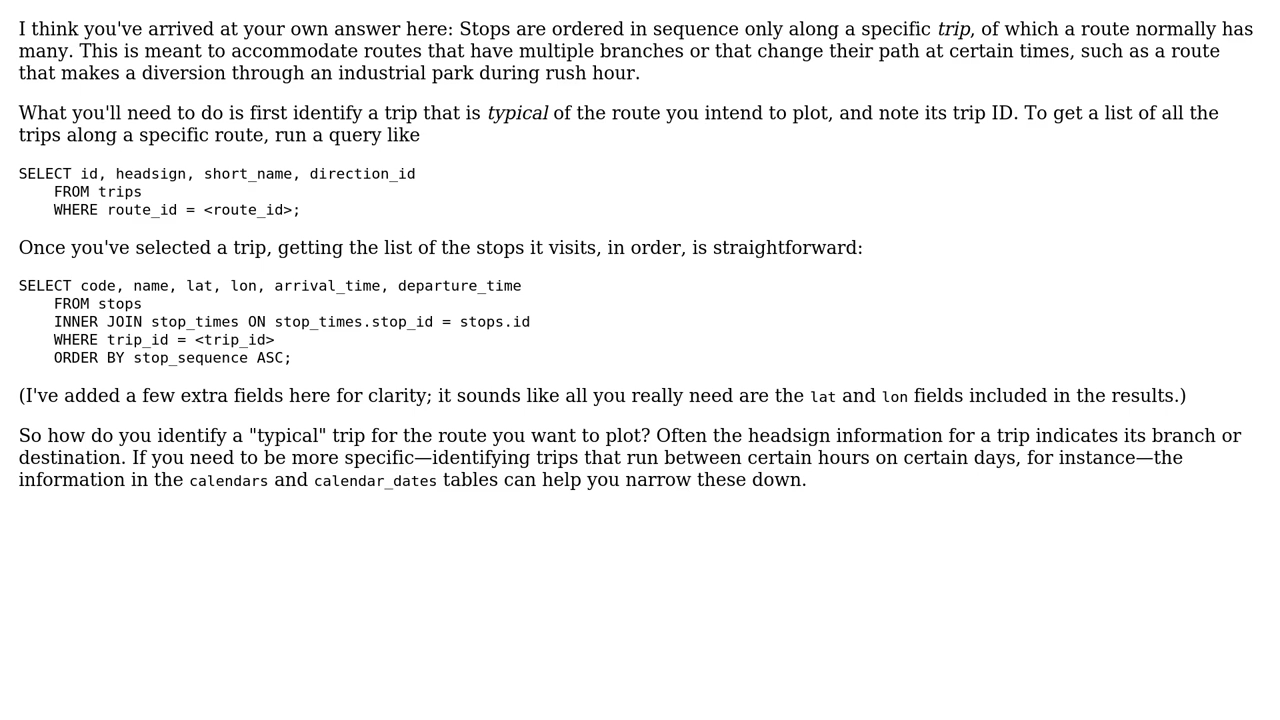 I think you've arrived at your own answer here: Stops are ordered in sequence only along a specific trip, of which a route normally has
many. This is meant to accommodate routes that have multiple branches or that change their path at certain times, such as a route
that makes a diversion through an industrial park during rush hour.
What you'll need to do is first identify a trip that is typical of the route you intend to plot, and note its trip ID. To get a list of all the
trips along a specific route, run a query like
SELECT id, headsign, short_name, direction_id
    FROM trips
    WHERE route_id = <route_id>;
Once you've selected a trip, getting the list of the stops it visits, in order, is straightforward:
SELECT code, name, lat, lon, arrival_time, departure_time
    FROM stops
    INNER JOIN stop_times ON stop_times.stop_id = stops.id
    WHERE trip_id = <trip_id>
    ORDER BY stop_sequence ASC;
(I've added a few extra fields here for clarity; it sounds like all you really need are the lat and lon fields included in the results.)
So how do you identify a "typical" trip for the route you want to plot? Often the headsign information for a trip indicates its branch or
destination. If you need to be more specific—identifying trips that run between certain hours on certain days, for instance—the
information in the calendars and calendar_dates tables can help you narrow these down.